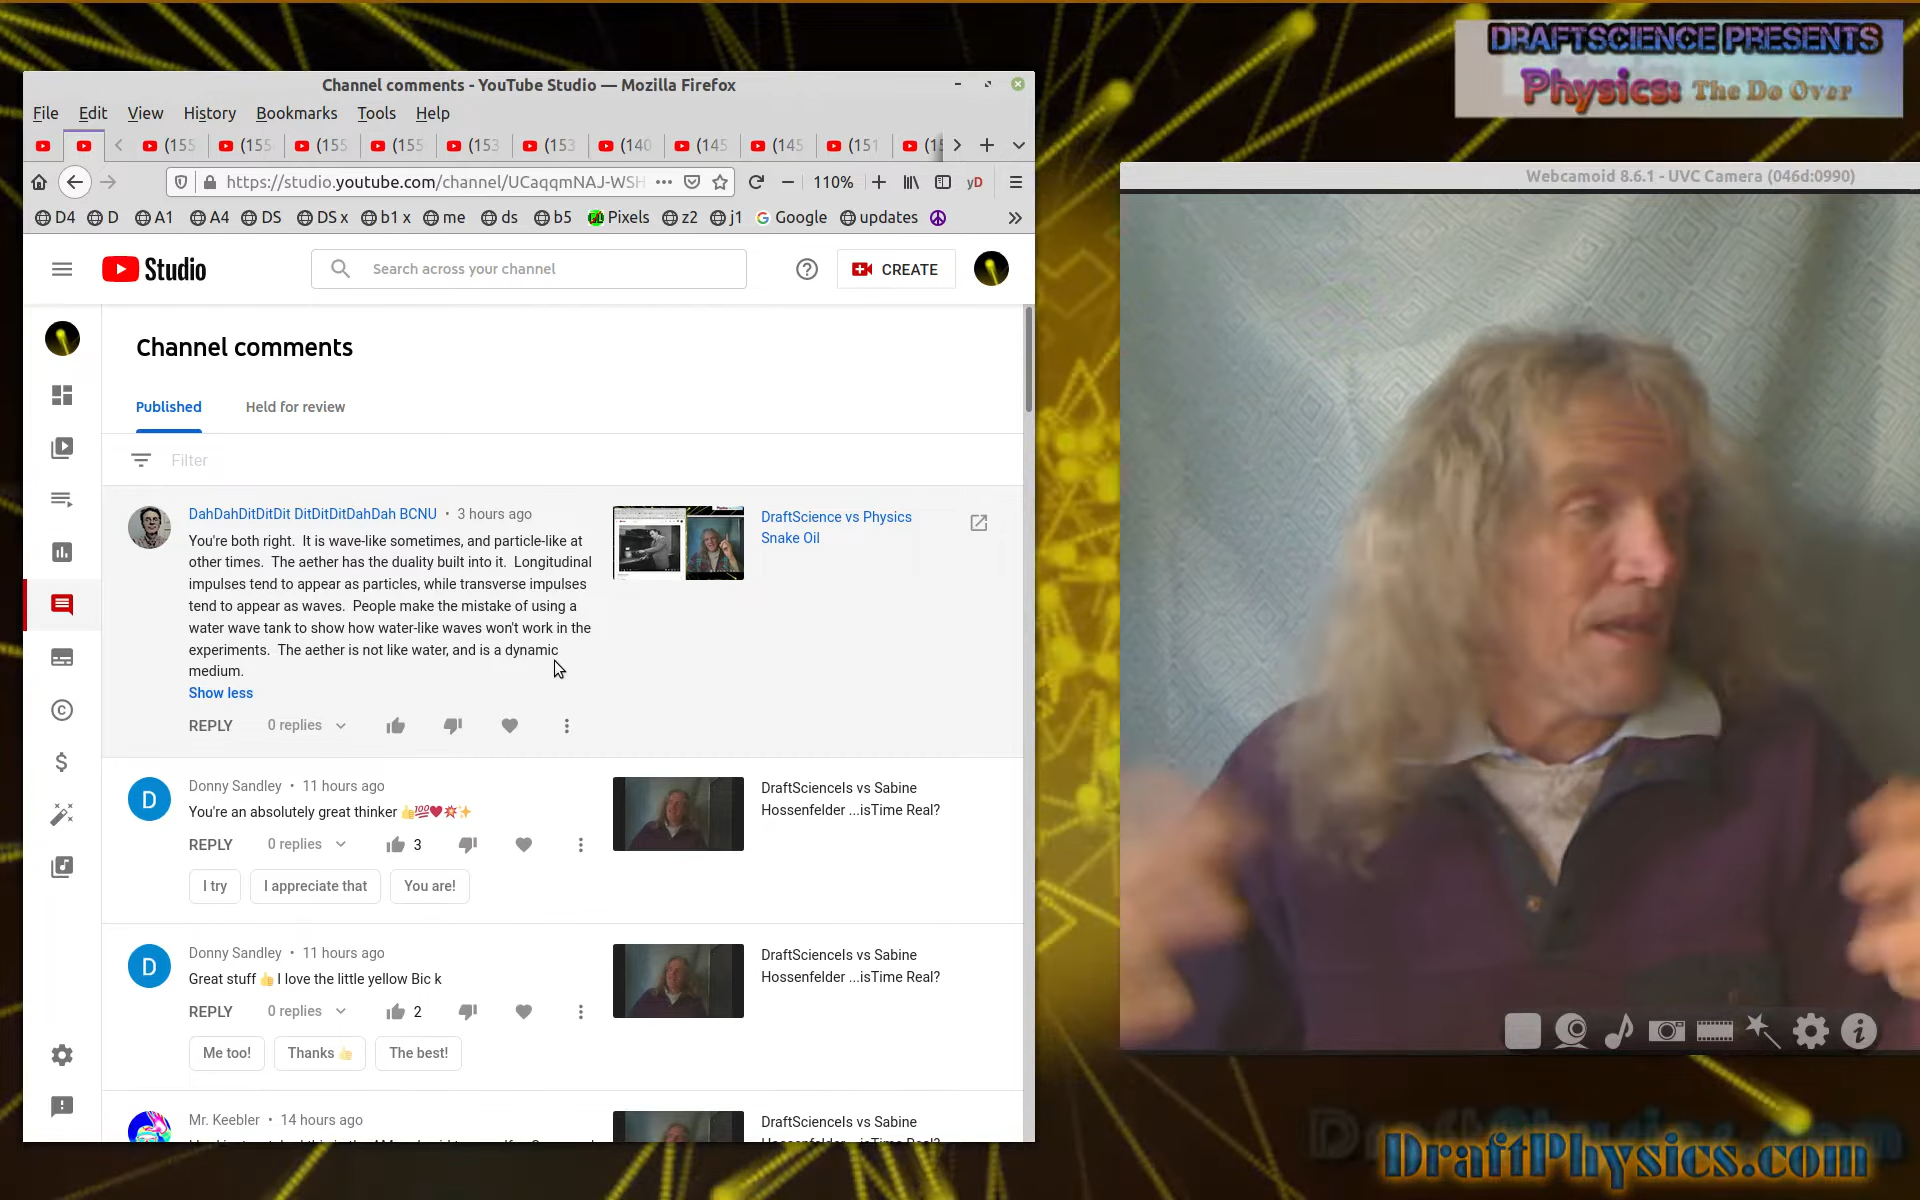 DRAFTSCIENCE PRESENTS
Physics: The Do Over
Channel comments - YouTube Studio — Mozilla Firefox
File Edit View History Bookmarks Tools Help
(155 (155 (155 (155 (153 (153 (140 (145 (145 (151
https://studio.youtube.com/channel/UCaqqmNAJ-WSH 110% yD
D4 D A1 A4 DS DS x b1 x me ds b5 Pixels z2 j1 Google updates
Webcamoid 8.6.1 - UVC Camera (046d:0990)
Studio Search across your channel CREATE
Channel comments
Published Held for review
Filter
DahDahDitDitDit DitDitDitDahDah BCNU • 3 hours ago
You're both right. It is wave-like sometimes, and particle-like at
other times. The aether has the duality built into it. Longitudinal
impulses tend to appear as particles, while transverse impulses
tend to appear as waves. People make the mistake of using a
water wave tank to show how water-like waves won't work in the
experiments. The aether is not like water, and is a dynamic
medium.
Show less
REPLY 0 replies
DraftScience vs Physics
Snake Oil
Donny Sandley • 11 hours ago
You're an absolutely great thinker 👍💯♥️💥✨
REPLY 0 replies 3
I try I appreciate that You are!
DraftScienceIs vs Sabine
Hossenfelder ...isTime Real?
Donny Sandley • 11 hours ago
Great stuff 👍 I love the little yellow Bic k
REPLY 0 replies 2
Me too! Thanks 👍 The best!
DraftScienceIs vs Sabine
Hossenfelder ...isTime Real?
Mr. Keebler • 14 hours ago
DraftScienceIs vs Sabine
DraftPhysics.com